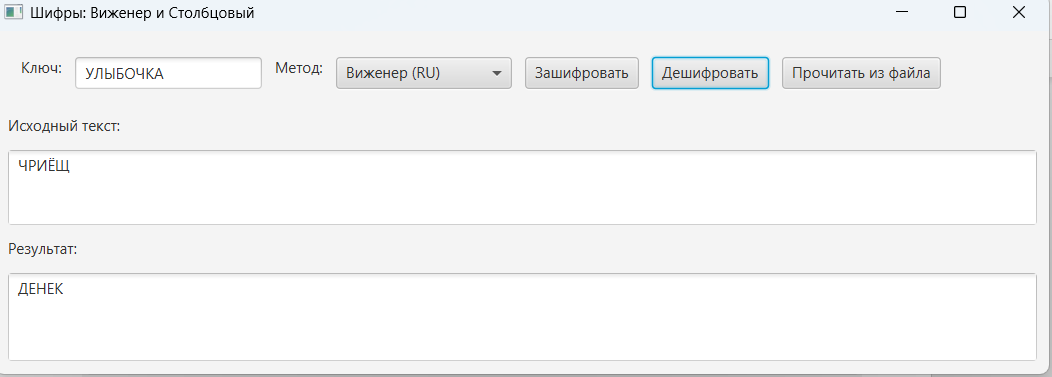 Шифры: Виженер и Столбцовый
Ключ: УЛЫБОЧКА Метод: Виженер (RU) Зашифровать Дешифровать Прочитать из файла
Исходный текст:
ЧРИЁЩ
Результат:
ДЕНЕК